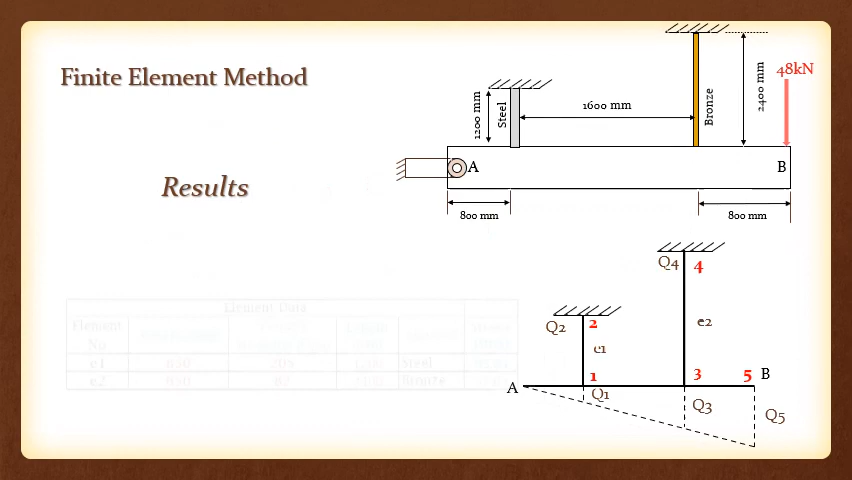 Finite Element Method
Results
48kN
2400 mm
Bronze
1600 mm
1200 mm
Steel
A
B
800 mm
800 mm
Q4
4
Q2
2
e2
e1
1
3
5
B
A
Q1
Q3
Q5
Element Data
Element
No
e1
steel
e2
Bronze